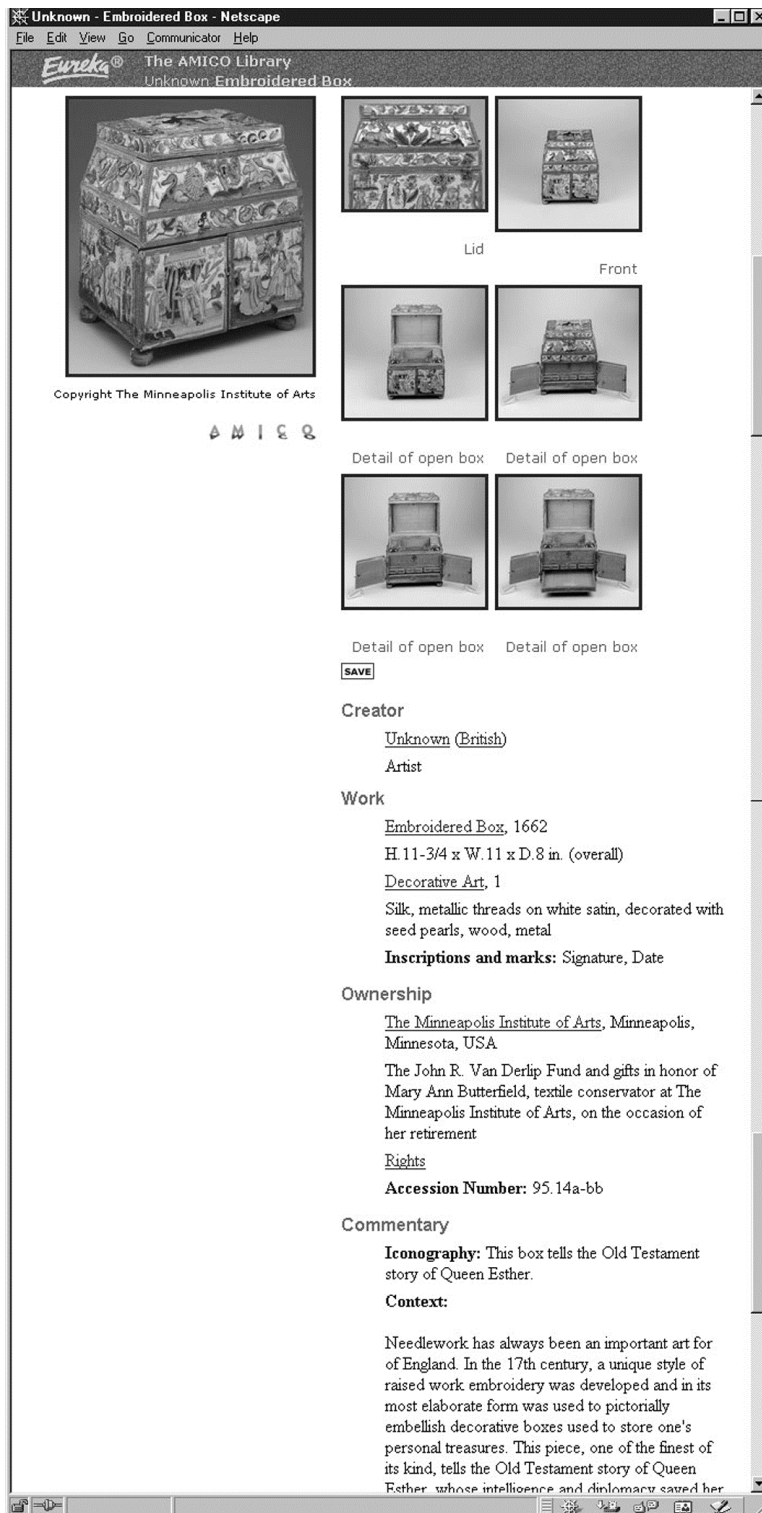 Unknown - Embroidered Box - Netscape
File Edit View Go Communicator Help
Eureka® The AMICO Library
Unknown Embroidered Box
Copyright The Minneapolis Institute of Arts
A M I C O
Lid
Front
Detail of open box Detail of open box
Detail of open box Detail of open box
SAVE
Creator
Unknown (British)
Artist
Work
Embroidered Box, 1662
H.11-3/4 x W.11 x D.8 in. (overall)
Decorative Art, 1
Silk, metallic threads on white satin, decorated with
seed pearls, wood, metal
Inscriptions and marks: Signature, Date
Ownership
The Minneapolis Institute of Arts, Minneapolis,
Minnesota, USA
The John R. Van Derlip Fund and gifts in honor of
Mary Ann Butterfield, textile conservator at The
Minneapolis Institute of Arts, on the occasion of
her retirement
Rights
Accession Number: 95.14a-bb
Commentary
Iconography: This box tells the Old Testament
story of Queen Esther.
Context:
Needlework has always been an important art for
of England. In the 17th century, a unique style of
raised work embroidery was developed and in its
most elaborate form was used to pictorially
embellish decorative boxes used to store one's
personal treasures. This piece, one of the finest of
its kind, tells the Old Testament story of Queen
Esther, whose intelligence and diplomacy saved her